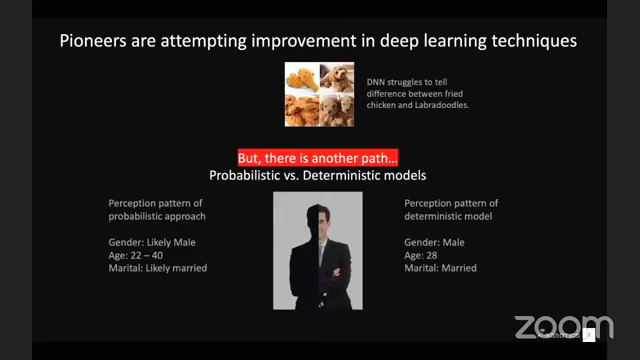 Pioneers are attempting improvement in deep learning techniques
DNN struggles to tell
difference between fried
chicken and Labradoodles.
But, there is another path...
Probabilistic vs. Deterministic models
Perception pattern of
probabilistic approach
Gender: Likely Male
Age: 22 – 40
Marital: Likely married
Perception pattern of
deterministic model
Gender: Male
Age: 28
Marital: Married
zoom